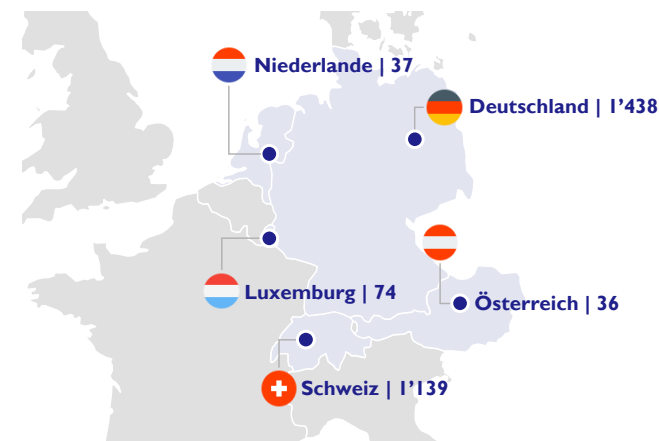 Niederlande | 37
Deutschland | 1’438
Luxemburg | 74
Österreich | 36
Schweiz | 1’139